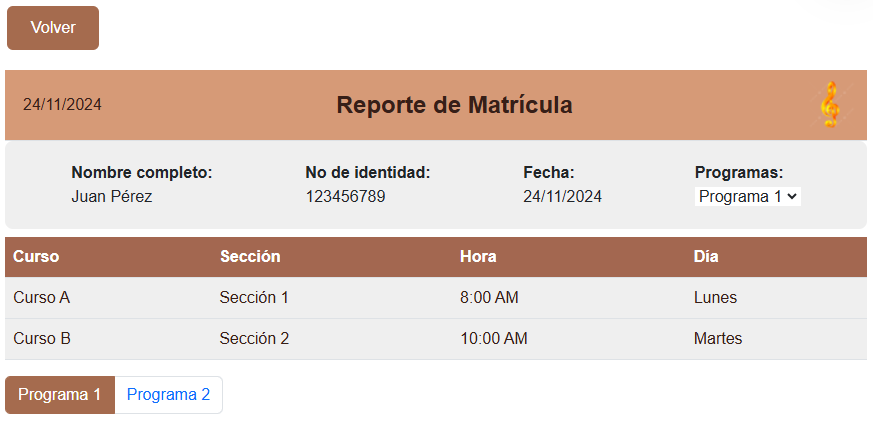 Volver
24/11/2024 Reporte de Matrícula
Nombre completo: No de identidad: Fecha: Programas:
Juan Pérez 123456789 24/11/2024 Programa 1
Curso Sección Hora Día
Curso A Sección 1 8:00 AM Lunes
Curso B Sección 2 10:00 AM Martes
Programa 1 Programa 2